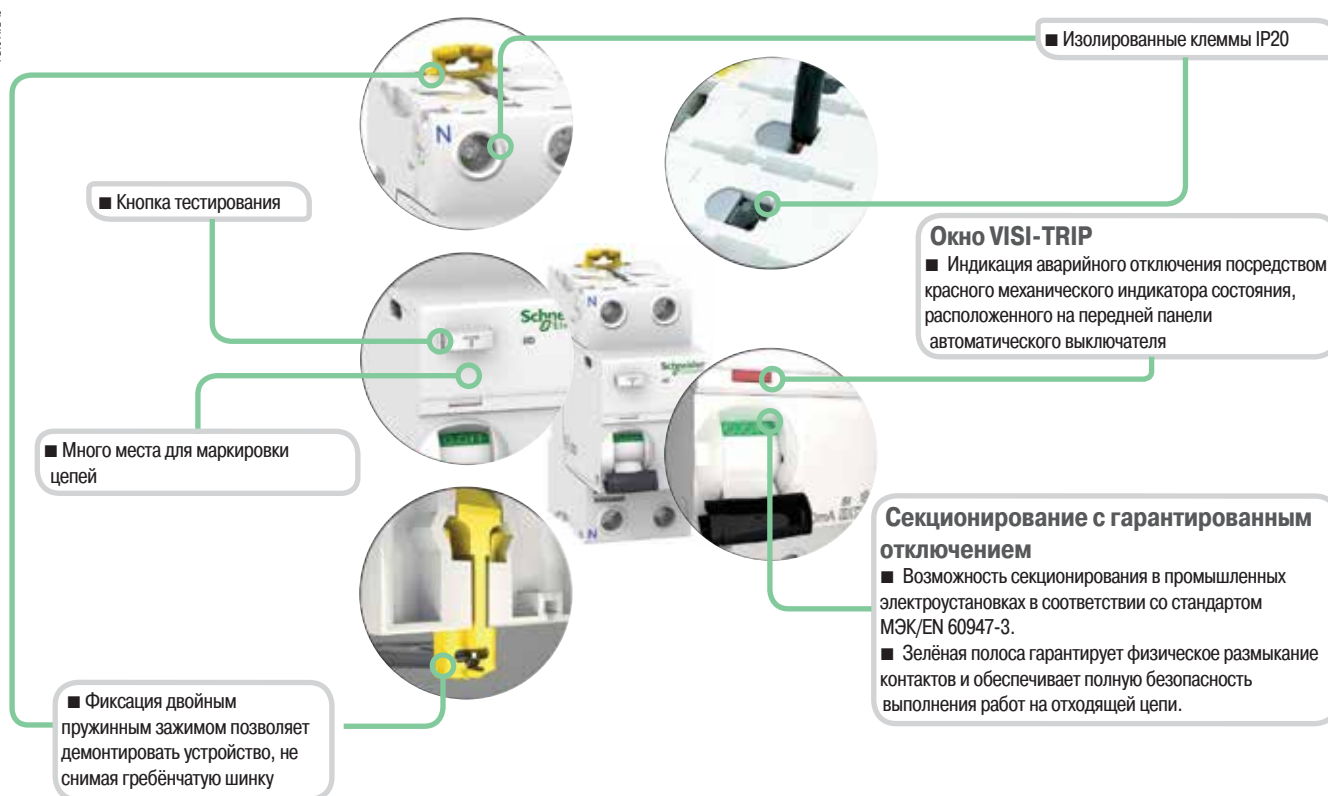 ■ Изолированные клеммы IP20
N
■ Кнопка тестирования
Окно VISI-TRIP
■ Индикация аварийного отключения посредством
красного механического индикатора состояния,
расположенного на передней панели
автоматического выключателя
N
Schne
Schneider
■ Много места для маркировки
цепей
N
Секционирование с гарантированным
отключением
■ Возможность секционирования в промышленных
электроустановках в соответствии со стандартом
МЭК/EN 60947-3.
■ Зелёная полоса гарантирует физическое размыкание
контактов и обеспечивает полную безопасность
выполнения работ на отходящей цепи.
■ Фиксация двойным
пружинным зажимом позволяет
демонтировать устройство, не
снимая гребёнчатую шинку